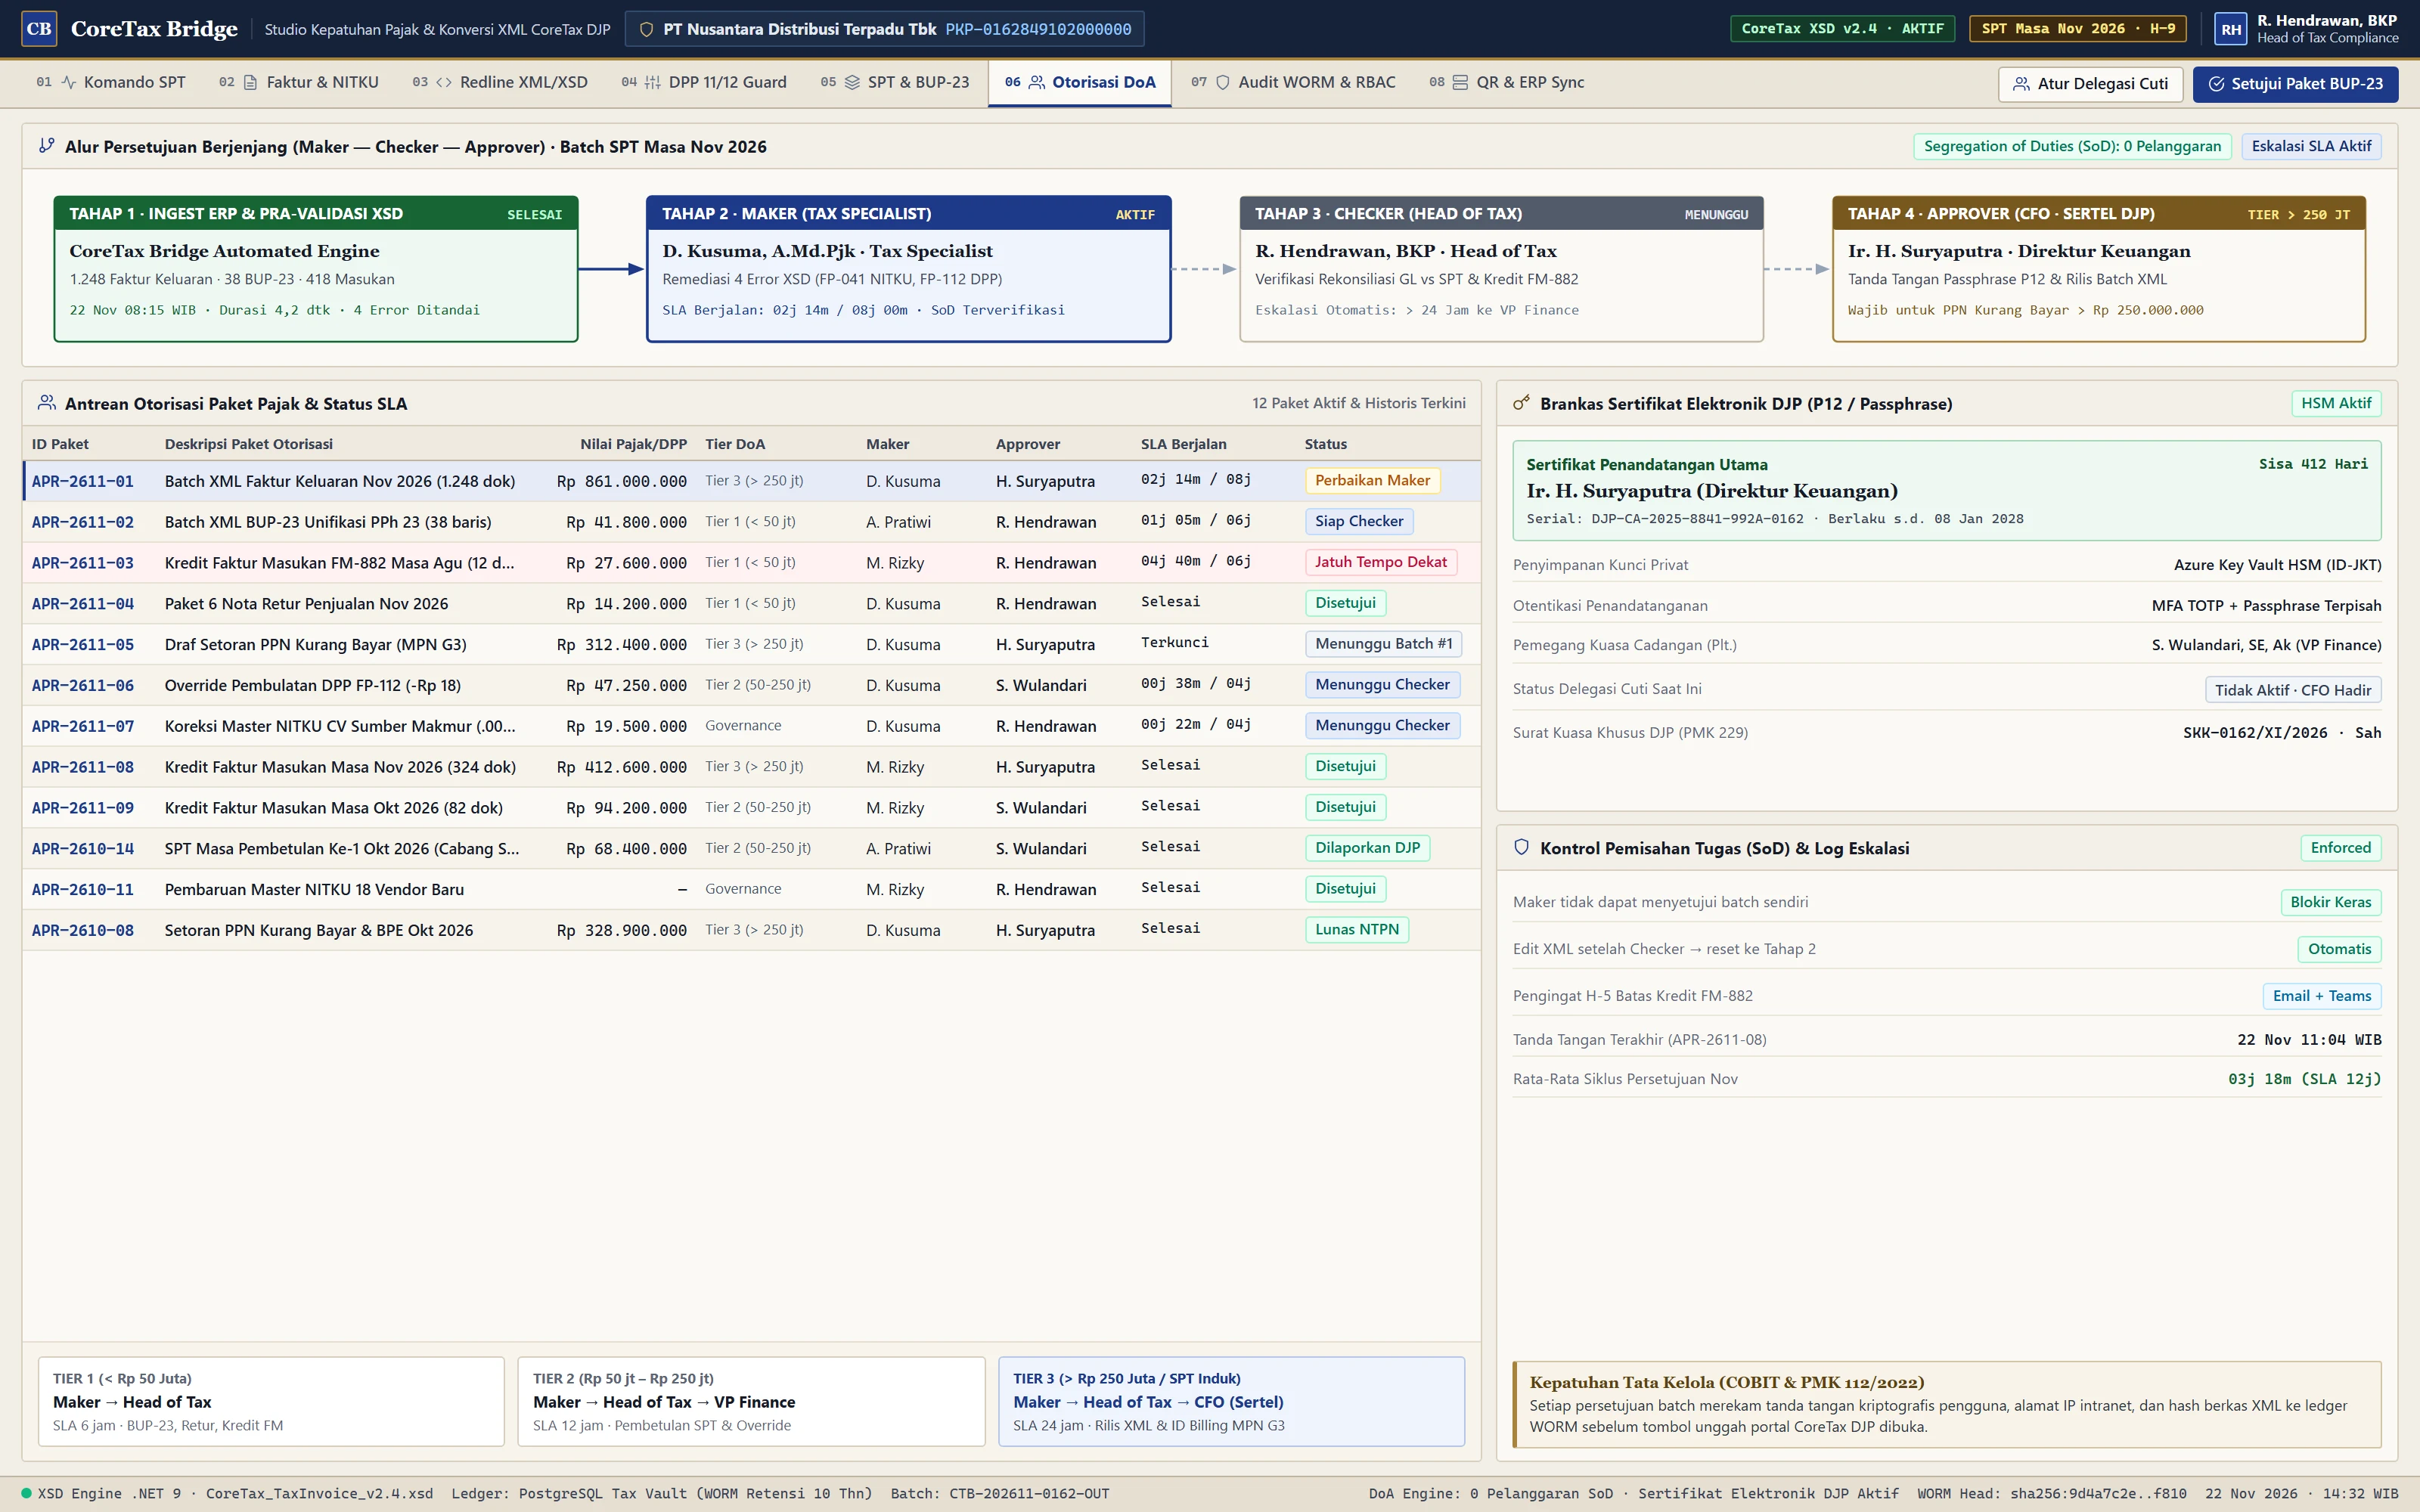 CB CoreTax Bridge Studio Kepatuhan Pajak & Konversi XML CoreTax DJP PT Nusantara Distribusi Terpadu Tbk PKP-0162849102000000 CoreTax XSD v2.4 · AKTIF SPT Masa Nov 2026 · H-9 RH R. Hendrawan, BKP
Head of Tax Compliance
01 Komando SPT 02 Faktur & NITKU 03 Redline XML/XSD 04 DPP 11/12 Guard 05 SPT & BUP-23 06 Otorisasi DoA 07 Audit WORM & RBAC 08 QR & ERP Sync Atur Delegasi Cuti Setujui Paket BUP-23
Alur Persetujuan Berjenjang (Maker — Checker — Approver) · Batch SPT Masa Nov 2026 Segregation of Duties (SoD): 0 Pelanggaran Eskalasi SLA Aktif
TAHAP 1 · INGEST ERP & PRA-VALIDASI XSD SELESAI
CoreTax Bridge Automated Engine
1.248 Faktur Keluaran · 38 BUP-23 · 418 Masukan
22 Nov 08:15 WIB · Durasi 4,2 dtk · 4 Error Ditandai
TAHAP 2 · MAKER (TAX SPECIALIST) AKTIF
D. Kusuma, A.Md.Pjk · Tax Specialist
Remediasi 4 Error XSD (FP-041 NITKU, FP-112 DPP)
SLA Berjalan: 02j 14m / 08j 00m · SoD Terverifikasi
TAHAP 3 · CHECKER (HEAD OF TAX) MENUNGGU
R. Hendrawan, BKP · Head of Tax
Verifikasi Rekonsiliasi GL vs SPT & Kredit FM-882
Eskalasi Otomatis: > 24 Jam ke VP Finance
TAHAP 4 · APPROVER (CFO · SERTEL DJP) TIER > 250 JT
Ir. H. Suryaputra · Direktur Keuangan
Tanda Tangan Passphrase P12 & Rilis Batch XML
Wajib untuk PPN Kurang Bayar > Rp 250.000.000
Antrean Otorisasi Paket Pajak & Status SLA 12 Paket Aktif & Historis Terkini
ID Paket Deskripsi Paket Otorisasi Nilai Pajak/DPP Tier DoA Maker Approver SLA Berjalan Status
APR-2611-01 Batch XML Faktur Keluaran Nov 2026 (1.248 dok) Rp 861.000.000 Tier 3 (> 250 jt) D. Kusuma H. Suryaputra 02j 14m / 08j Perbaikan Maker
APR-2611-02 Batch XML BUP-23 Unifikasi PPh 23 (38 baris) Rp 41.800.000 Tier 1 (< 50 jt) A. Pratiwi R. Hendrawan 01j 05m / 06j Siap Checker
APR-2611-03 Kredit Faktur Masukan FM-882 Masa Agu (12 d... Rp 27.600.000 Tier 1 (< 50 jt) M. Rizky R. Hendrawan 04j 40m / 06j Jatuh Tempo Dekat
APR-2611-04 Paket 6 Nota Retur Penjualan Nov 2026 Rp 14.200.000 Tier 1 (< 50 jt) D. Kusuma R. Hendrawan Selesai Disetujui
APR-2611-05 Draf Setoran PPN Kurang Bayar (MPN G3) Rp 312.400.000 Tier 3 (> 250 jt) D. Kusuma H. Suryaputra Terkunci Menunggu Batch #1
APR-2611-06 Override Pembulatan DPP FP-112 (-Rp 18) Rp 47.250.000 Tier 2 (50-250 jt) D. Kusuma S. Wulandari 00j 38m / 04j Menunggu Checker
APR-2611-07 Koreksi Master NITKU CV Sumber Makmur (.00... Rp 19.500.000 Governance D. Kusuma R. Hendrawan 00j 22m / 04j Menunggu Checker
APR-2611-08 Kredit Faktur Masukan Masa Nov 2026 (324 dok) Rp 412.600.000 Tier 3 (> 250 jt) M. Rizky H. Suryaputra Selesai Disetujui
APR-2611-09 Kredit Faktur Masukan Masa Okt 2026 (82 dok) Rp 94.200.000 Tier 2 (50-250 jt) M. Rizky S. Wulandari Selesai Disetujui
APR-2610-14 SPT Masa Pembetulan Ke-1 Okt 2026 (Cabang S... Rp 68.400.000 Tier 2 (50-250 jt) A. Pratiwi S. Wulandari Selesai Dilaporkan DJP
APR-2610-11 Pembaruan Master NITKU 18 Vendor Baru — Governance M. Rizky R. Hendrawan Selesai Disetujui
APR-2610-08 Setoran PPN Kurang Bayar & BPE Okt 2026 Rp 328.900.000 Tier 3 (> 250 jt) D. Kusuma H. Suryaputra Selesai Lunas NTPN
TIER 1 (< Rp 50 Juta)
Maker → Head of Tax
SLA 6 jam · BUP-23, Retur, Kredit FM
TIER 2 (Rp 50 jt – Rp 250 jt)
Maker → Head of Tax → VP Finance
SLA 12 jam · Pembetulan SPT & Override
TIER 3 (> Rp 250 Juta / SPT Induk)
Maker → Head of Tax → CFO (Sertel)
SLA 24 jam · Rilis XML & ID Billing MPN G3
Brankas Sertifikat Elektronik DJP (P12 / Passphrase) HSM Aktif
Sertifikat Penandatangan Utama Sisa 412 Hari
Ir. H. Suryaputra (Direktur Keuangan)
Serial: DJP-CA-2025-8841-992A-0162 · Berlaku s.d. 08 Jan 2028
Penyimpanan Kunci Privat Azure Key Vault HSM (ID-JKT)
Otentikasi Penandatanganan MFA TOTP + Passphrase Terpisah
Pemegang Kuasa Cadangan (Plt.) S. Wulandari, SE, Ak (VP Finance)
Status Delegasi Cuti Saat Ini Tidak Aktif · CFO Hadir
Surat Kuasa Khusus DJP (PMK 229) SKK-0162/XI/2026 · Sah
Kontrol Pemisahan Tugas (SoD) & Log Eskalasi Enforced
Maker tidak dapat menyetujui batch sendiri Blokir Keras
Edit XML setelah Checker → reset ke Tahap 2 Otomatis
Pengingat H-5 Batas Kredit FM-882 Email + Teams
Tanda Tangan Terakhir (APR-2611-08) 22 Nov 11:04 WIB
Rata-Rata Siklus Persetujuan Nov 03j 18m (SLA 12j)
Kepatuhan Tata Kelola (COBIT & PMK 112/2022)
Setiap persetujuan batch merekam tanda tangan kriptografis pengguna, alamat IP intranet, dan hash berkas XML ke ledger
WORM sebelum tombol unggah portal CoreTax DJP dibuka.
XSD Engine .NET 9 · CoreTax_TaxInvoice_v2.4.xsd Ledger: PostgreSQL Tax Vault (WORM Retensi 10 Thn) Batch: CTB-202611-0162-OUT DoA Engine: 0 Pelanggaran SoD · Sertifikat Elektronik DJP Aktif WORM Head: sha256:9d4a7c2e..f810 22 Nov 2026 · 14:32 WIB